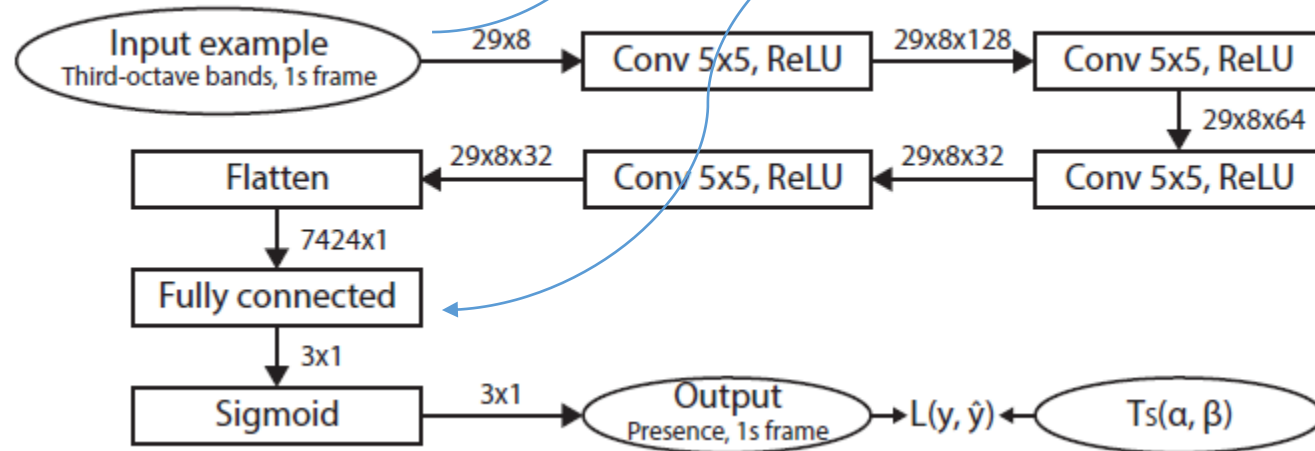 Input example
Third-octave bands, 1s frame
29x8
Conv 5x5, ReLU
29x8x128
Conv 5x5, ReLU
29x8x64
Conv 5x5, ReLU
29x8x32
Conv 5x5, ReLU
29x8x32
Flatten
7424x1
Fully connected
3x1
Sigmoid
3x1
Output
Presence, 1s frame
L(y, ŷ)
Ts(α, β)